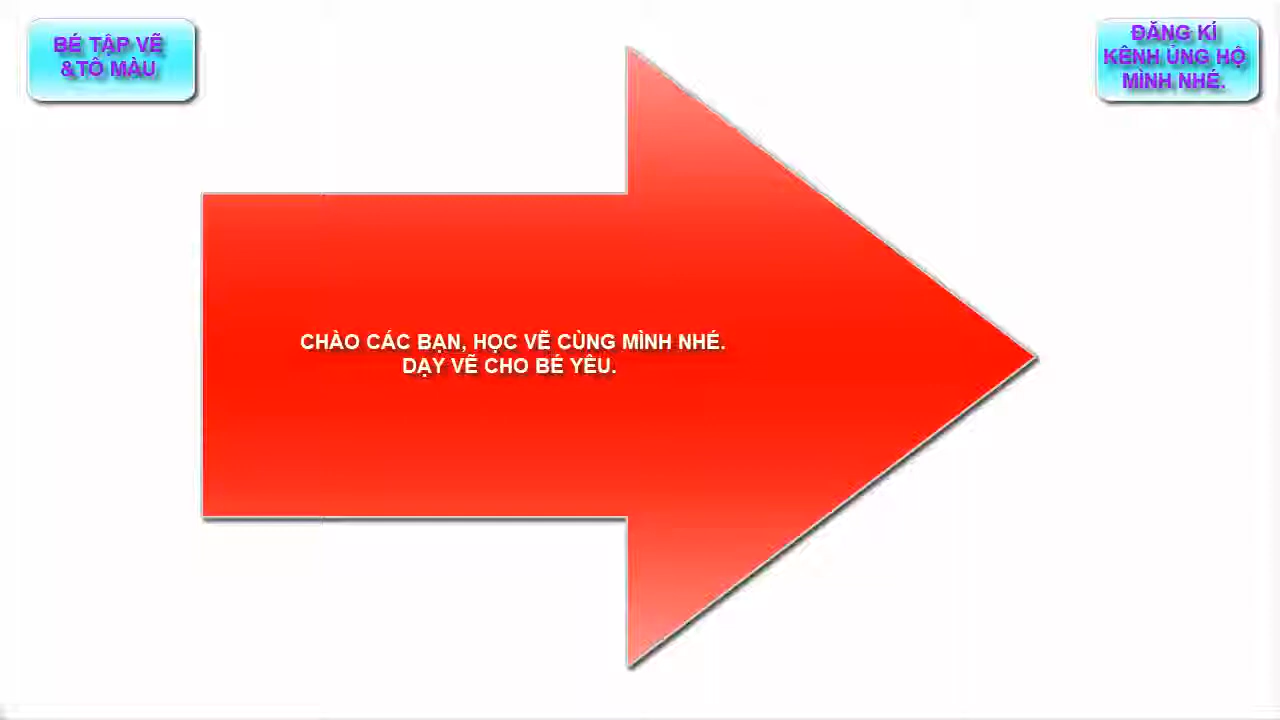 BÉ TẬP VẼ
&TÔ MÀU
ĐĂNG KÍ
KÊNH ỦNG HỘ
MÌNH NHÉ.
CHÀO CÁC BẠN, HỌC VẼ CÙNG MÌNH NHÉ.
DẠY VẼ CHO BÉ YÊU.